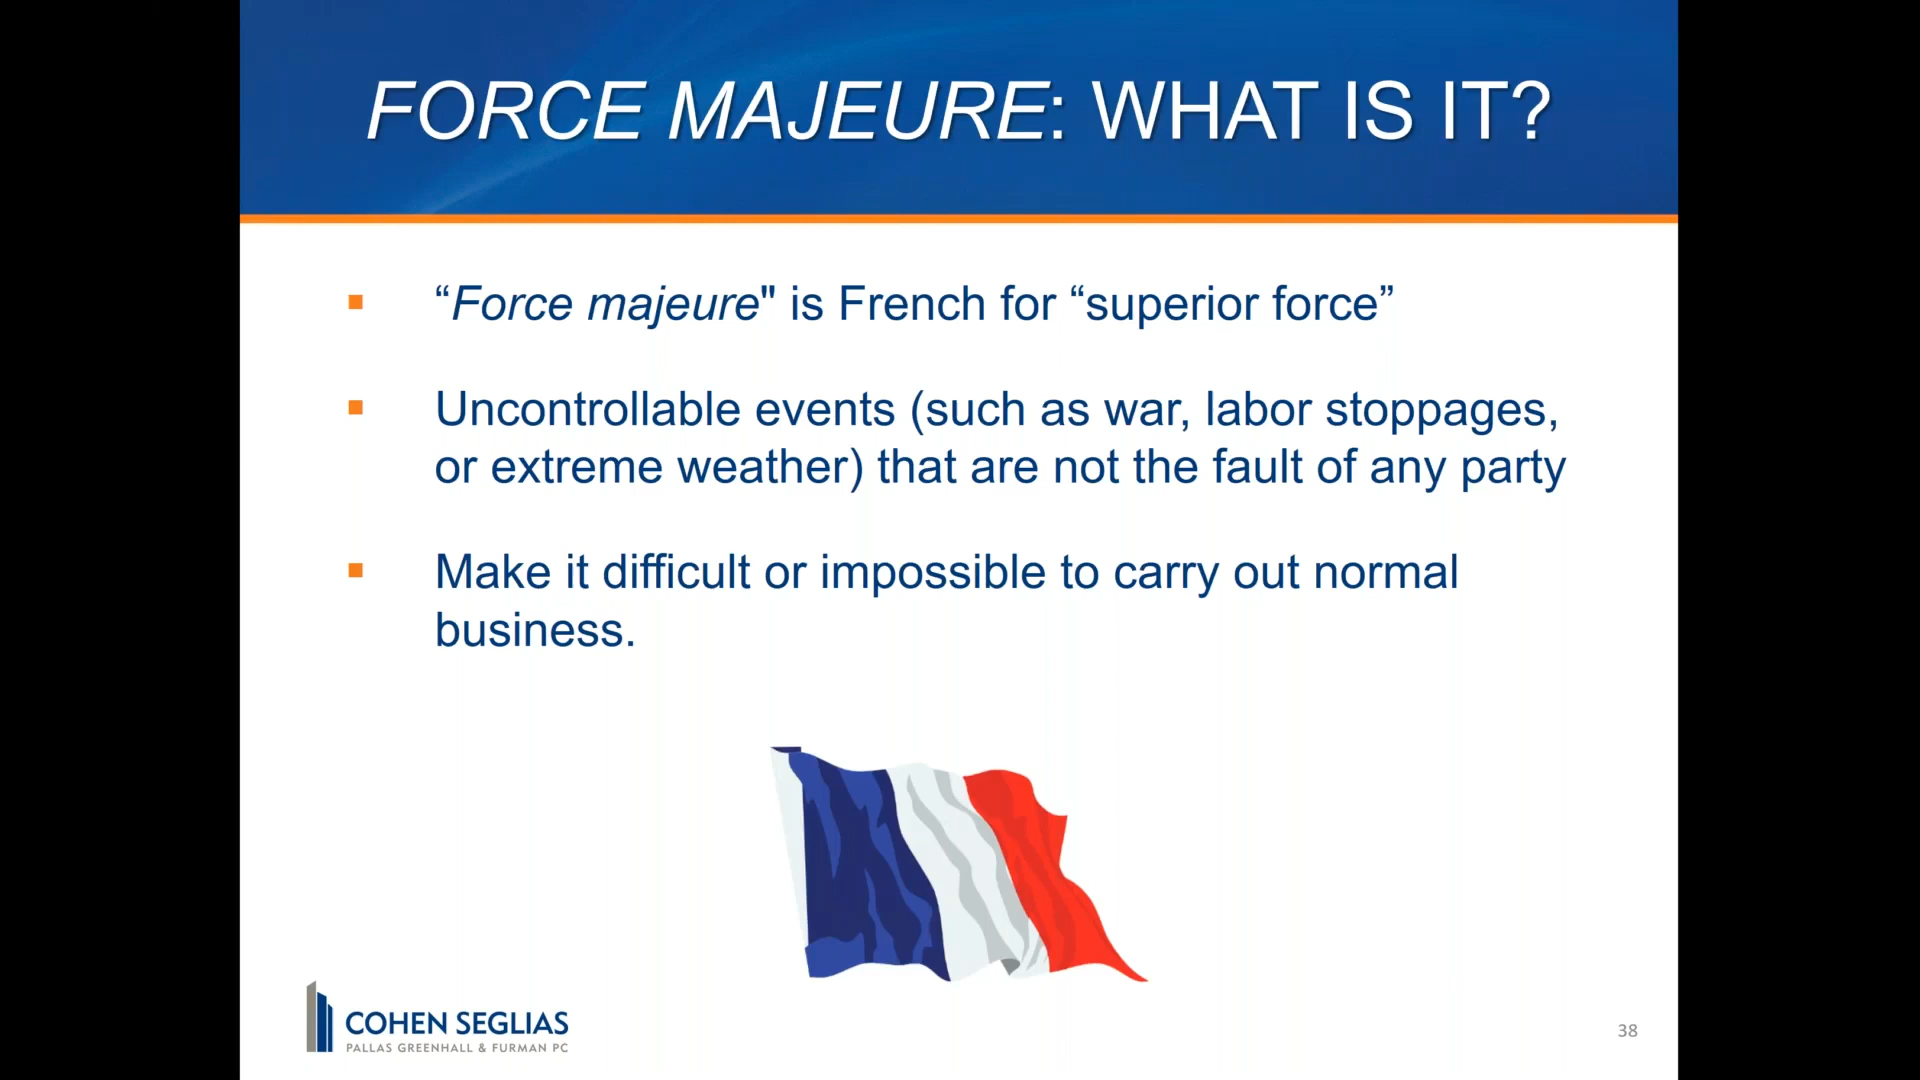 FORCE MAJEURE: WHAT IS IT?
“Force majeure" is French for “superior force”
Uncontrollable events (such as war, labor stoppages,
or extreme weather) that are not the fault of any party
Make it difficult or impossible to carry out normal
business.
COHEN SEGLIAS
PALLAS GREENHALL & FURMAN PC
38